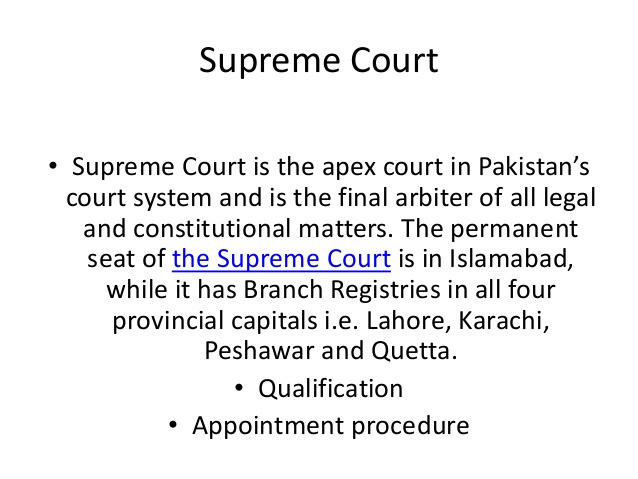 Supreme Court
• Supreme Court is the apex court in Pakistan’s
court system and is the final arbiter of all legal
and constitutional matters. The permanent
seat of the Supreme Court is in Islamabad,
while it has Branch Registries in all four
provincial capitals i.e. Lahore, Karachi,
Peshawar and Quetta.
• Qualification
• Appointment procedure